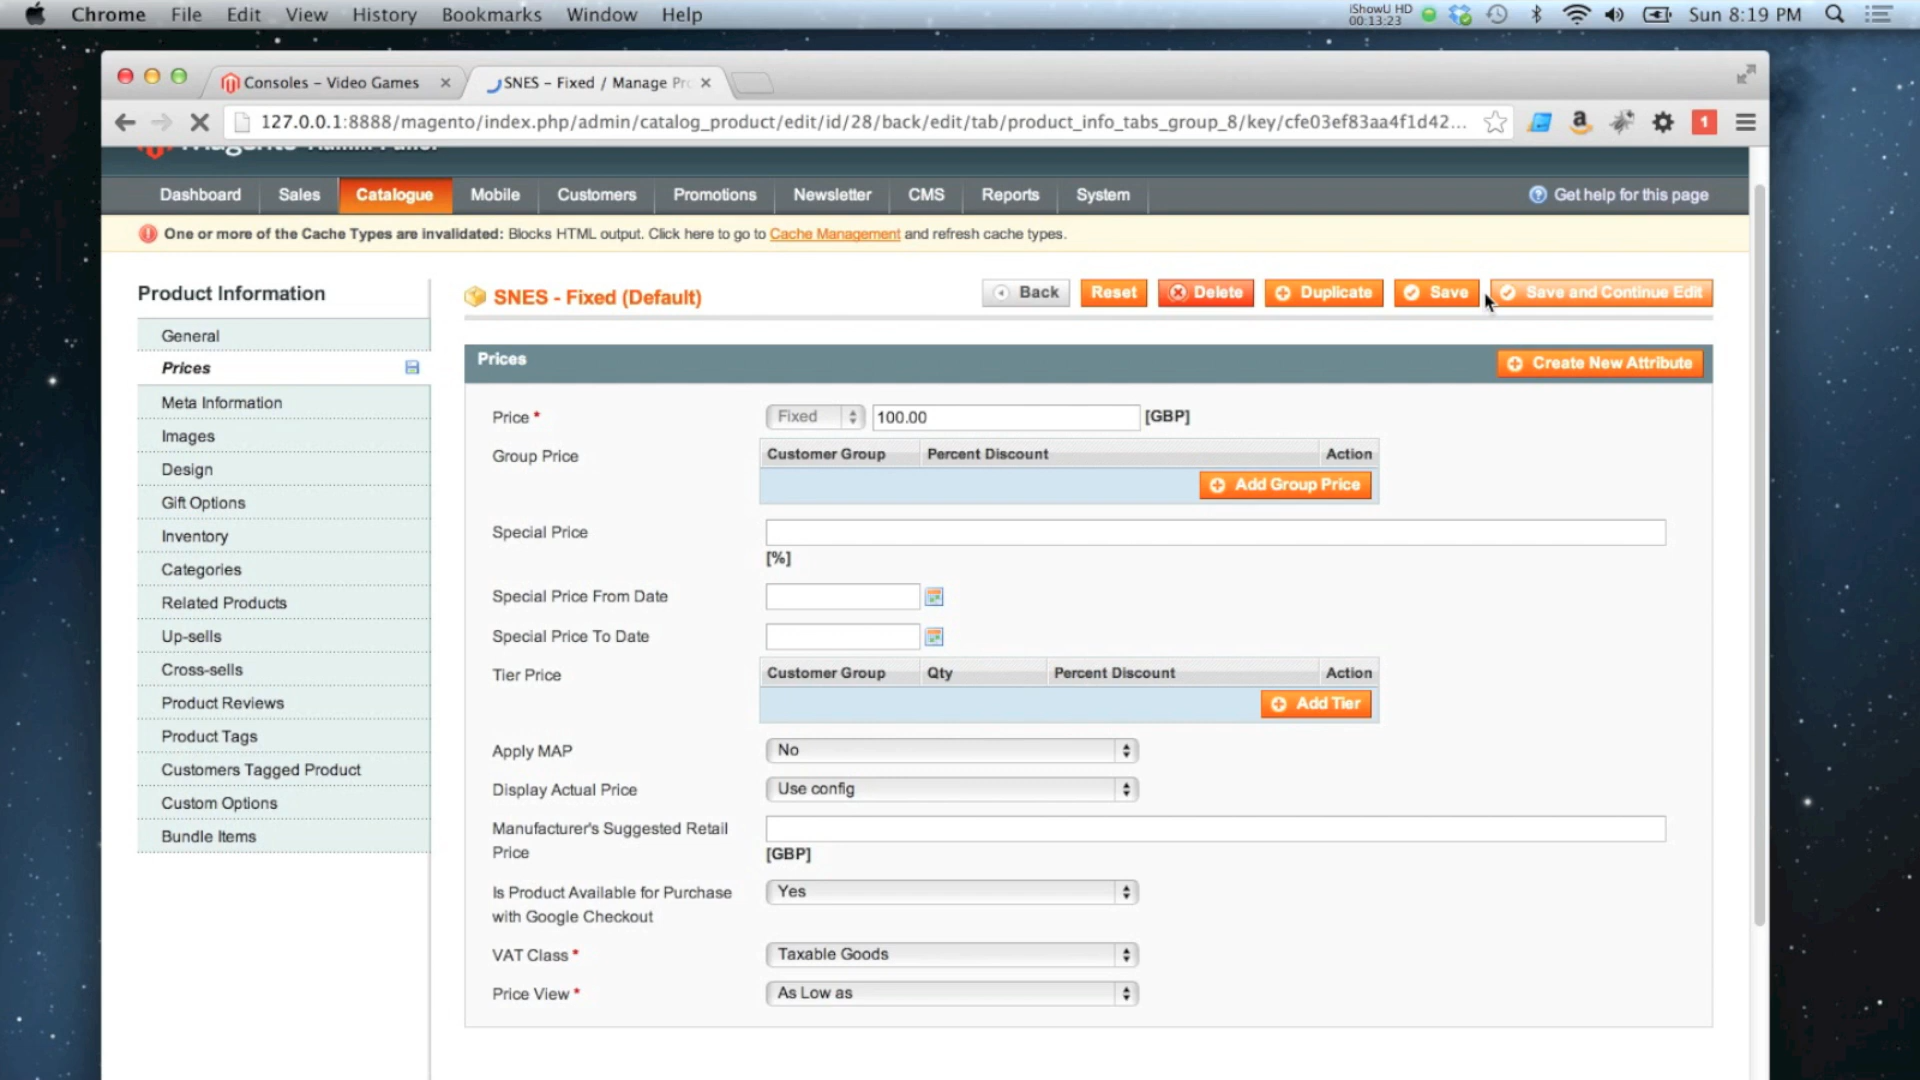 Chrome File Edit View History Bookmarks Window Help iShowU HD 00:13:23 Sun 8:19 PM
Consoles - Video Games SNES - Fixed / Manage Pr
127.0.0.1:8888/magento/index.php/admin/catalog_product/edit/id/28/back/edit/tab/product_info_tabs_group_8/key/cfe03ef83aa4f1d42... a 1
Dashboard Sales Catalogue Mobile Customers Promotions Newsletter CMS Reports System Get help for this page
One or more of the Cache Types are invalidated: Blocks HTML output. Click here to go to Cache Management and refresh cache types.
Product Information
General
Prices
Meta Information
Images
Design
Gift Options
Inventory
Categories
Related Products
Up-sells
Cross-sells
Product Reviews
Product Tags
Customers Tagged Product
Custom Options
Bundle Items
SNES - Fixed (Default) Back Reset Delete Duplicate Save Save and Continue Edit
Prices Create New Attribute
Price * Fixed 100.00 [GBP]
Group Price Customer Group Percent Discount Action
Add Group Price
Special Price
[%]
Special Price From Date
Special Price To Date
Tier Price Customer Group Qty Percent Discount Action
Add Tier
Apply MAP No
Display Actual Price Use config
Manufacturer's Suggested Retail
Price [GBP]
Is Product Available for Purchase Yes
with Google Checkout
VAT Class * Taxable Goods
Price View * As Low as